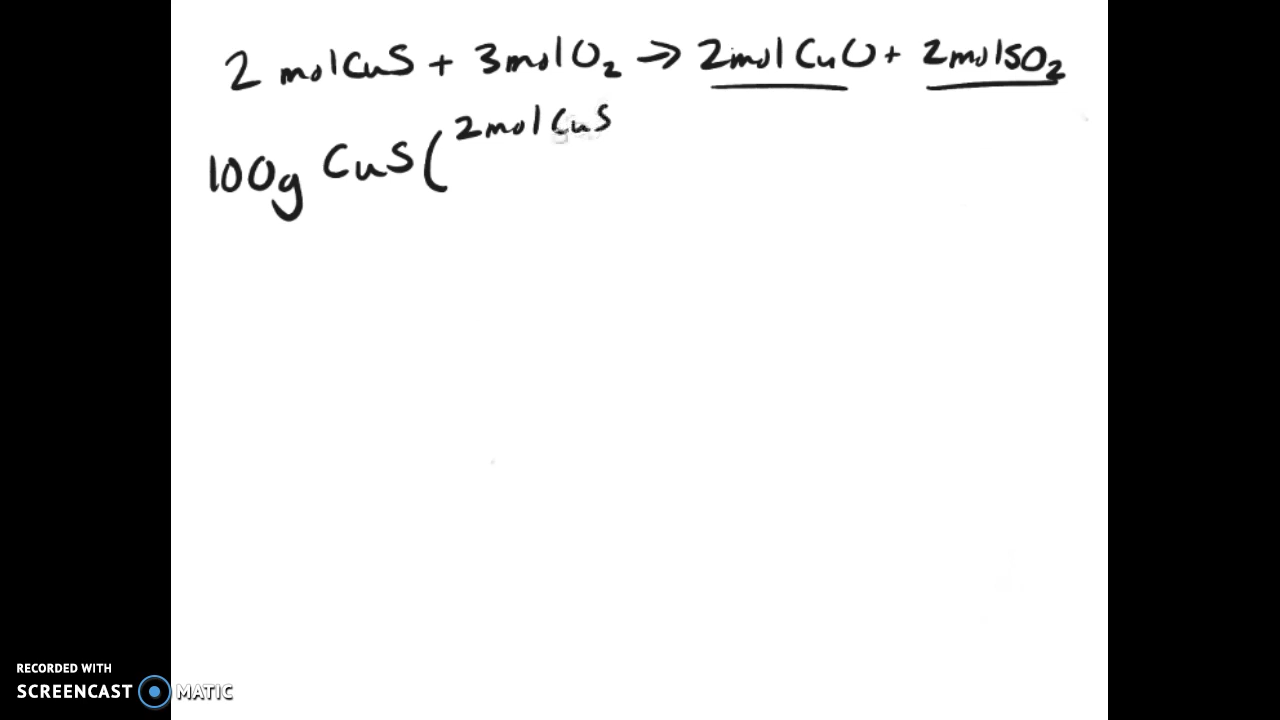 2 mol CuS + 3 mol O₂ → 2 mol CuO + 2 mol SO₂
100g CuS ( 2 mol CuS
RECORDED WITH
SCREENCAST MATIC